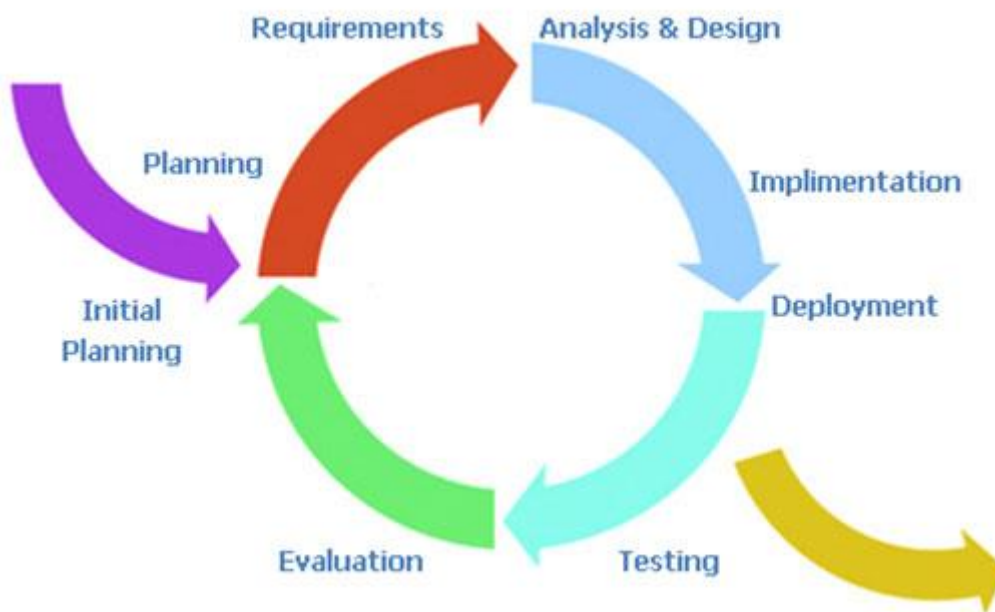 Requirements
Analysis & Design
Planning
Implimentation
Initial
Planning
Deployment
Evaluation
Testing